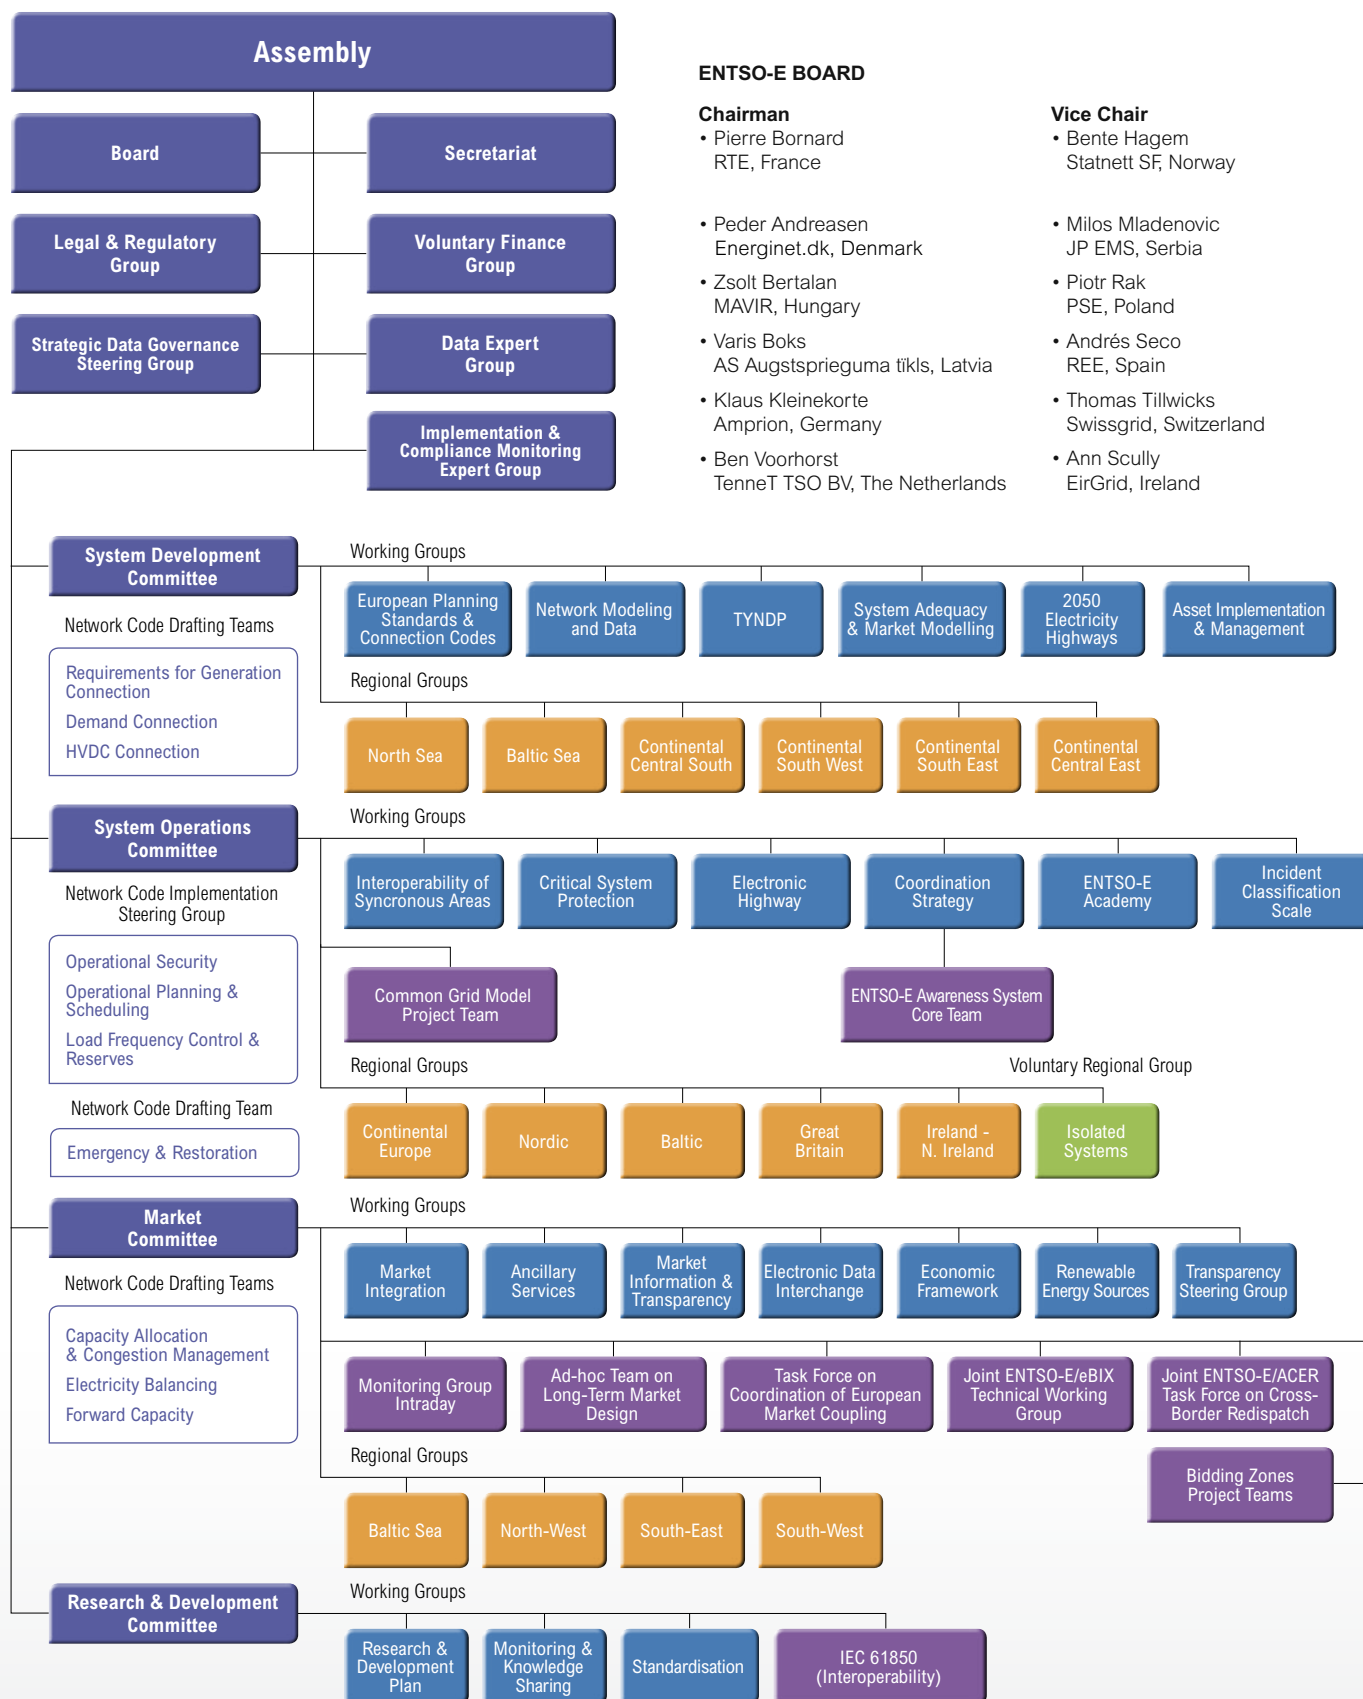 Assembly
Board
Secretariat
Legal & Regulatory
Group
Voluntary Finance
Group
Strategic Data Governance
Steering Group
Data Expert
Group
Implementation &
Compliance Monitoring
Expert Group
ENTSO-E BOARD
Chairman
• Pierre Bornard
RTE, France
• Peder Andreasen
Energinet.dk, Denmark
• Zsolt Bertalan
MAVIR, Hungary
• Varis Boks
AS Augstsprieguma tïkls, Latvia
• Klaus Kleinekorte
Amprion, Germany
• Ben Voorhorst
TenneT TSO BV, The Netherlands
Vice Chair
• Bente Hagem
Statnett SF, Norway
• Milos Mladenovic
JP EMS, Serbia
• Piotr Rak
PSE, Poland
• Andrés Seco
REE, Spain
• Thomas Tillwicks
Swissgrid, Switzerland
• Ann Scully
EirGrid, Ireland
System Development
Committee
Network Code Drafting Teams
Requirements for Generation
Connection
Demand Connection
HVDC Connection
Working Groups
European Planning
Standards &
Connection Codes
Network Modeling
and Data
TYNDP
System Adequacy
& Market Modelling
2050
Electricity
Highways
Asset Implementation
& Management
Regional Groups
North Sea
Baltic Sea
Continental
Central South
Continental
South West
Continental
South East
Continental
Central East
System Operations
Committee
Network Code Implementation
Steering Group
Operational Security
Operational Planning &
Scheduling
Load Frequency Control &
Reserves
Network Code Drafting Team
Emergency & Restoration
Working Groups
Interoperability of
Syncronous Areas
Critical System
Protection
Electronic
Highway
Coordination
Strategy
ENTSO-E
Academy
Incident
Classification
Scale
Common Grid Model
Project Team
ENTSO-E Awareness System
Core Team
Regional Groups
Voluntary Regional Group
Continental
Europe
Nordic
Baltic
Great
Britain
Ireland -
N. Ireland
Isolated
Systems
Market
Committee
Network Code Drafting Teams
Capacity Allocation
& Congestion Management
Electricity Balancing
Forward Capacity
Working Groups
Market
Integration
Ancillary
Services
Market
Information &
Transparency
Electronic Data
Interchange
Economic
Framework
Renewable
Energy Sources
Transparency
Steering Group
Monitoring Group
Intraday
Ad-hoc Team on
Long-Term Market
Design
Task Force on
Coordination of European
Market Coupling
Joint ENTSO-E/eBIX
Technical Working
Group
Joint ENTSO-E/ACER
Task Force on Cross-
Border Redispatch
Bidding Zones
Project Teams
Regional Groups
Baltic Sea
North-West
South-East
South-West
Research & Development
Committee
Working Groups
Research &
Development
Plan
Monitoring &
Knowledge
Sharing
Standardisation
IEC 61850
(Interoperability)